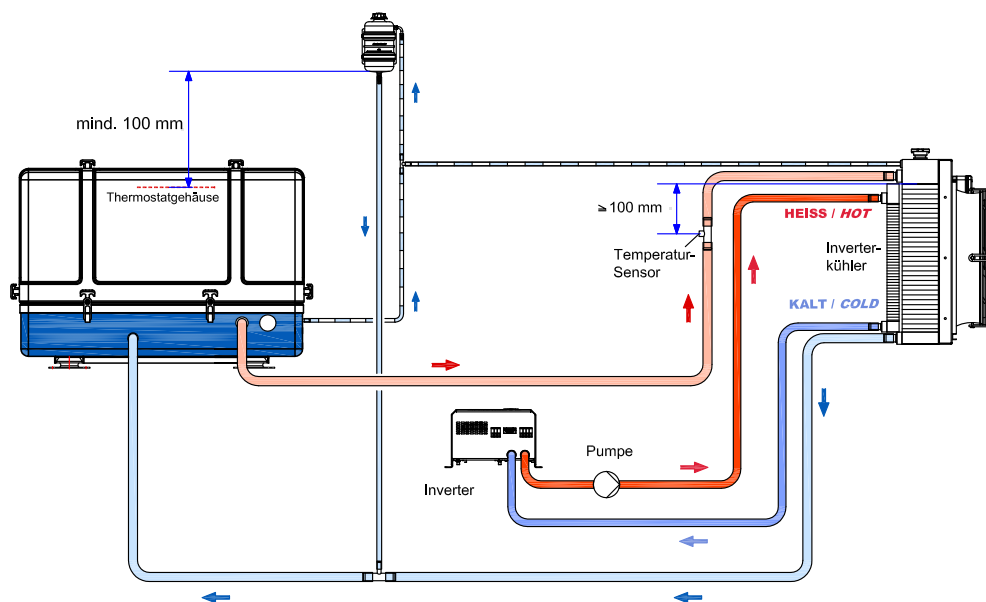 mind. 100 mm
Thermostatgehäuse
≥ 100 mm
HEISS / HOT
Temperatur-
Sensor
Inverter-
kühler
KALT / COLD
Pumpe
Inverter